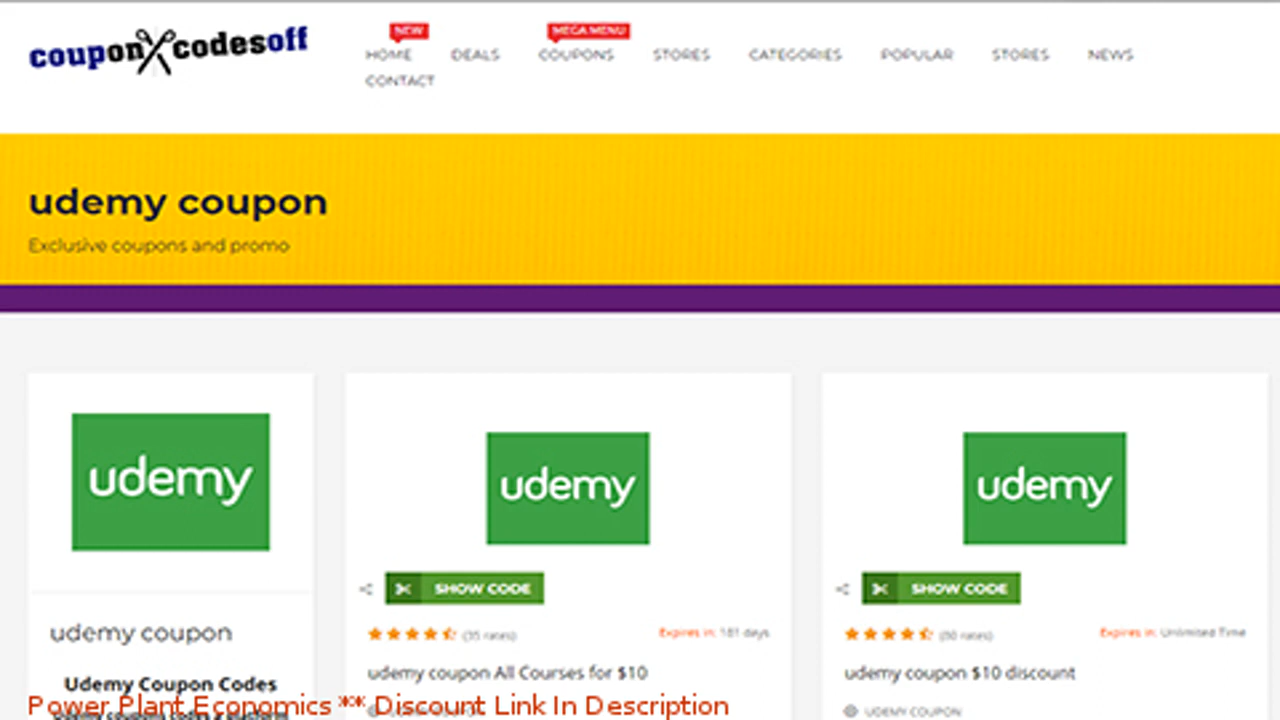 couponXcodesoff
NEW
MEGA MENU
HOME DEALS COUPONS STORES CATEGORIES POPULAR STORES NEWS
CONTACT
udemy coupon
Exclusive coupons and promo
udemy
udemy
udemy
SHOW CODE
SHOW CODE
(35 rates)
Expires in: 181 days
(80 rates)
Expires in: Unlimited Time
udemy coupon
udemy coupon All Courses for $10
udemy coupon $10 discount
Udemy Coupon Codes
Power Plant Economics ** Discount Link In Description
UDEMY COUPON